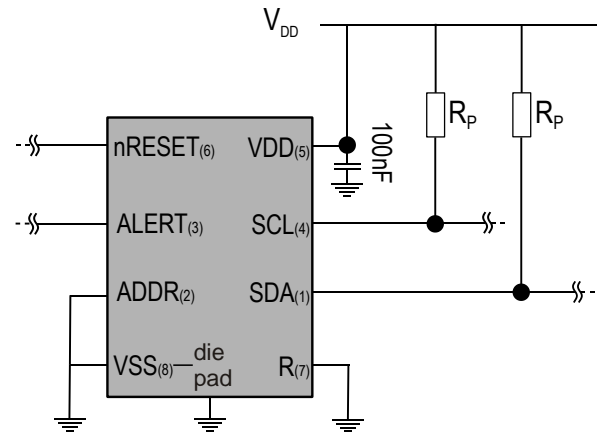 VDD
RP
RP
100nF
nRESET(6) VDD(5)
ALERT(3) SCL(4)
ADDR(2) SDA(1)
VSS(8) die pad R(7)